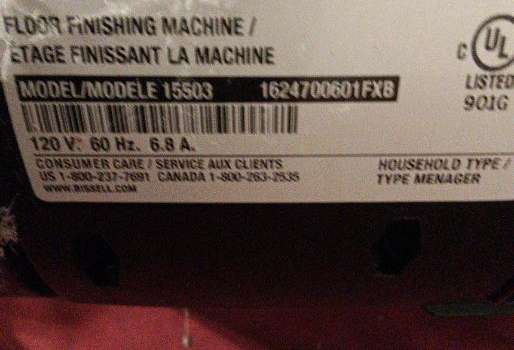 FLOOR FINISHING MACHINE /
ÉTAGE FINISSANT LA MACHINE
MODEL/MODÈLE 15503 1624700601FXB
120 V~ 60 Hz. 6.8 A.
CONSUMER CARE / SERVICE AUX CLIENTS
US 1-800-237-7691 CANADA 1-800-263-2535
WWW.BISSELL.COM
HOUSEHOLD TYPE /
TYPE MENAGER
C UL
LISTED
901G